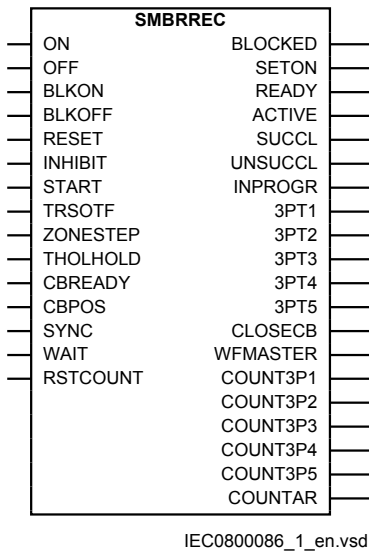 SMBRREC
ON BLOCKED
OFF SETON
BLKON READY
BLKOFF ACTIVE
RESET SUCCL
INHIBIT UNSUCCL
START INPROGR
TRSOTF 3PT1
ZONESTEP 3PT2
THOLHOLD 3PT3
CBREADY 3PT4
CBPOS 3PT5
SYNC CLOSECB
WAIT WFMASTER
RSTCOUNT COUNT3P1
COUNT3P2
COUNT3P3
COUNT3P4
COUNT3P5
COUNTAR
IEC0800086_1_en.vsd